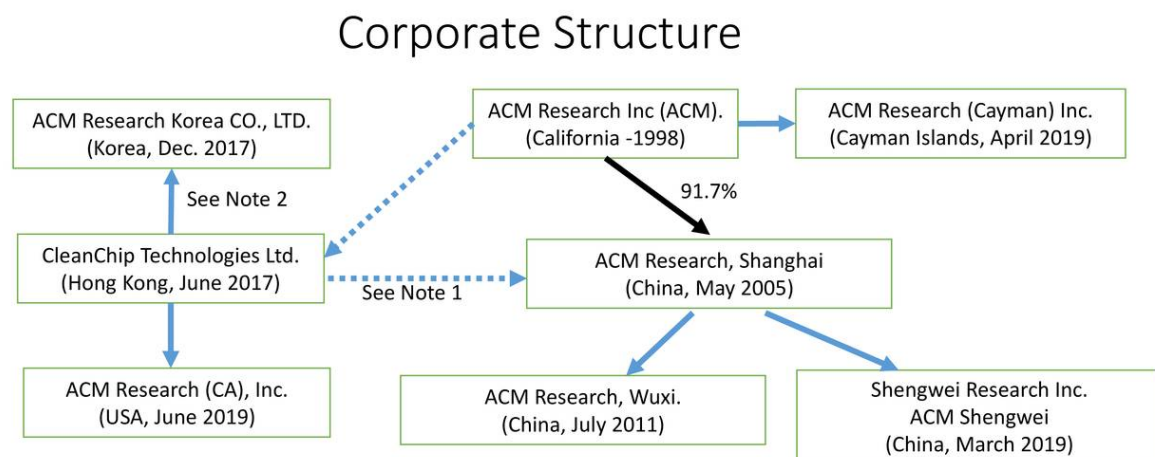 Corporate Structure
ACM Research Korea CO., LTD.
(Korea, Dec. 2017)
ACM Research Inc (ACM).
(California -1998)
ACM Research (Cayman) Inc.
(Cayman Islands, April 2019)
See Note 2
91.7%
CleanChip Technologies Ltd.
(Hong Kong, June 2017)
See Note 1
ACM Research, Shanghai
(China, May 2005)
ACM Research (CA), Inc.
(USA, June 2019)
ACM Research, Wuxi.
(China, July 2011)
Shengwei Research Inc.
ACM Shengwei
(China, March 2019)